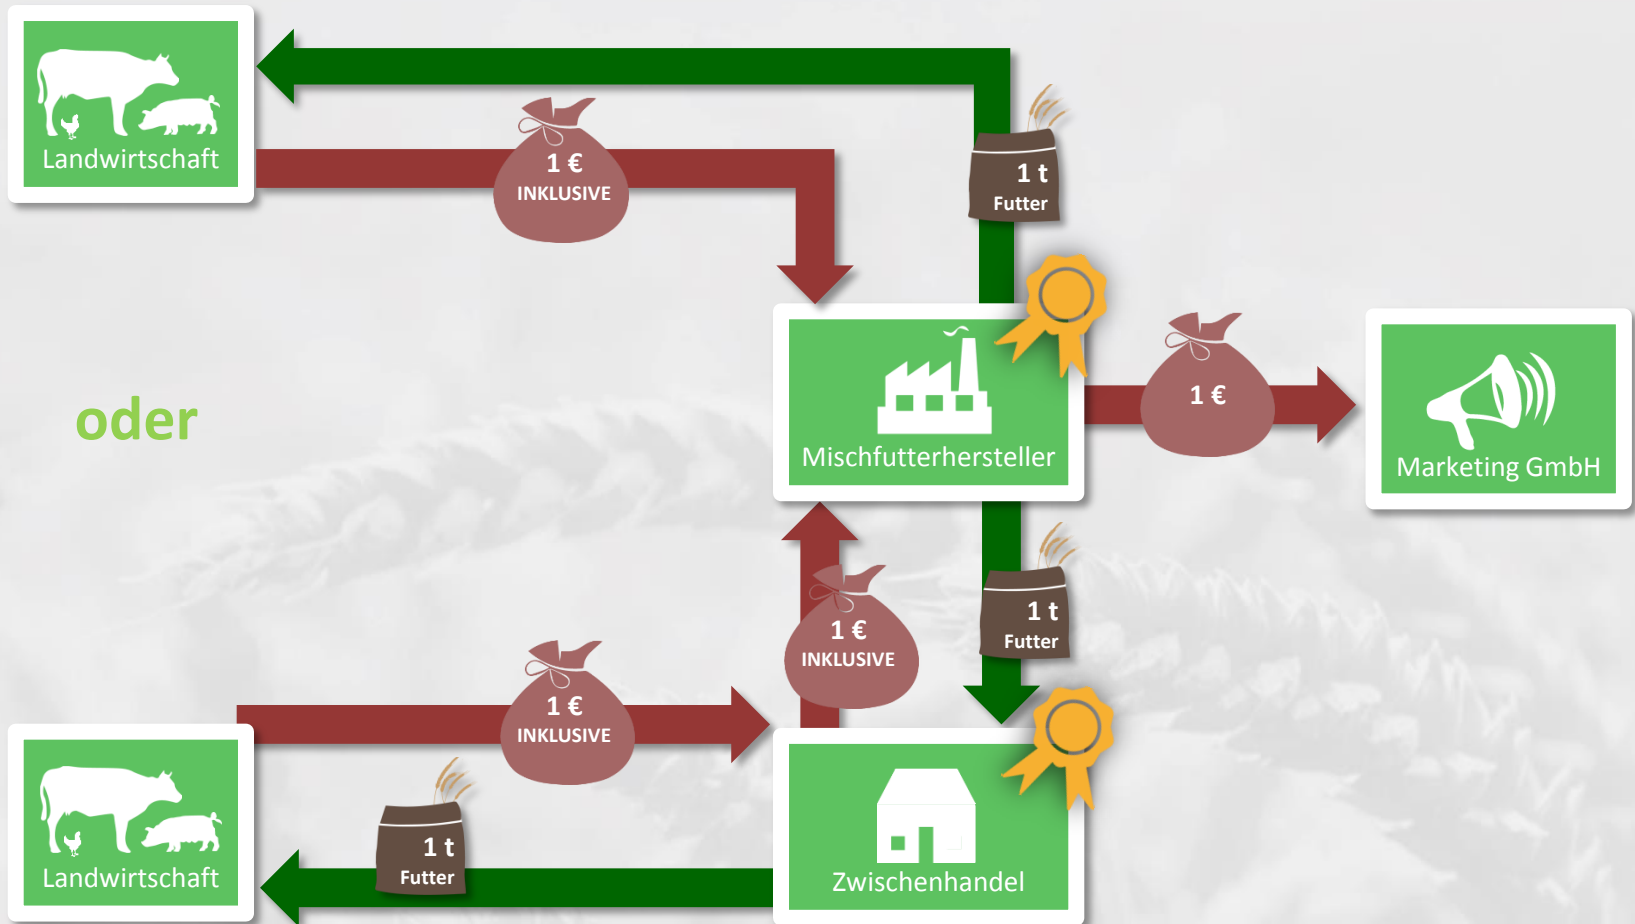 Landwirtschaft
1 €
INKLUSIVE
1 t
Futter
oder
Mischfutterhersteller
1 €
Marketing GmbH
1 t
Futter
1 €
INKLUSIVE
1 €
INKLUSIVE
1 t
Futter
Landwirtschaft
Zwischenhandel